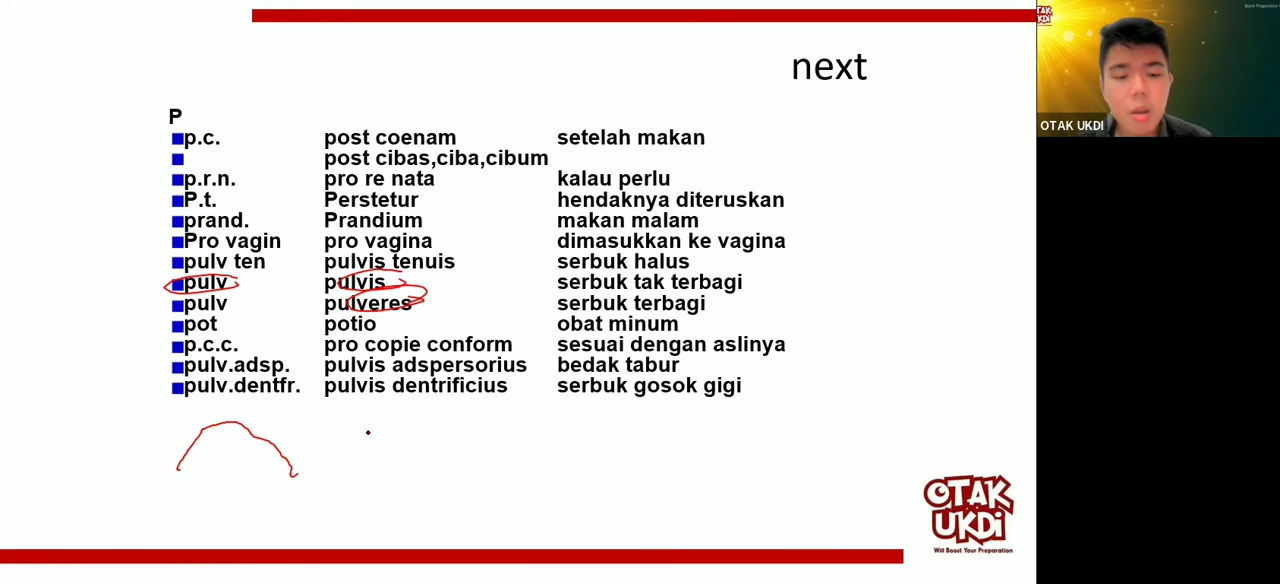 next
P
p.c. post coenam setelah makan
post cibas,ciba,cibum
p.r.n. pro re nata kalau perlu
P.t. Perstetur hendaknya diteruskan
prand. Prandium makan malam
Pro vagin pro vagina dimasukkan ke vagina
pulv ten pulvis tenuis serbuk halus
pulv pulvis serbuk tak terbagi
pulv pulveres serbuk terbagi
pot potio obat minum
p.c.c. pro copie conform sesuai dengan aslinya
pulv.adsp. pulvis adspersorius bedak tabur
pulv.dentfr. pulvis dentrificius serbuk gosok gigi
OTAK UKDI
OTAK
UKDi
Will Boost Your Preparation